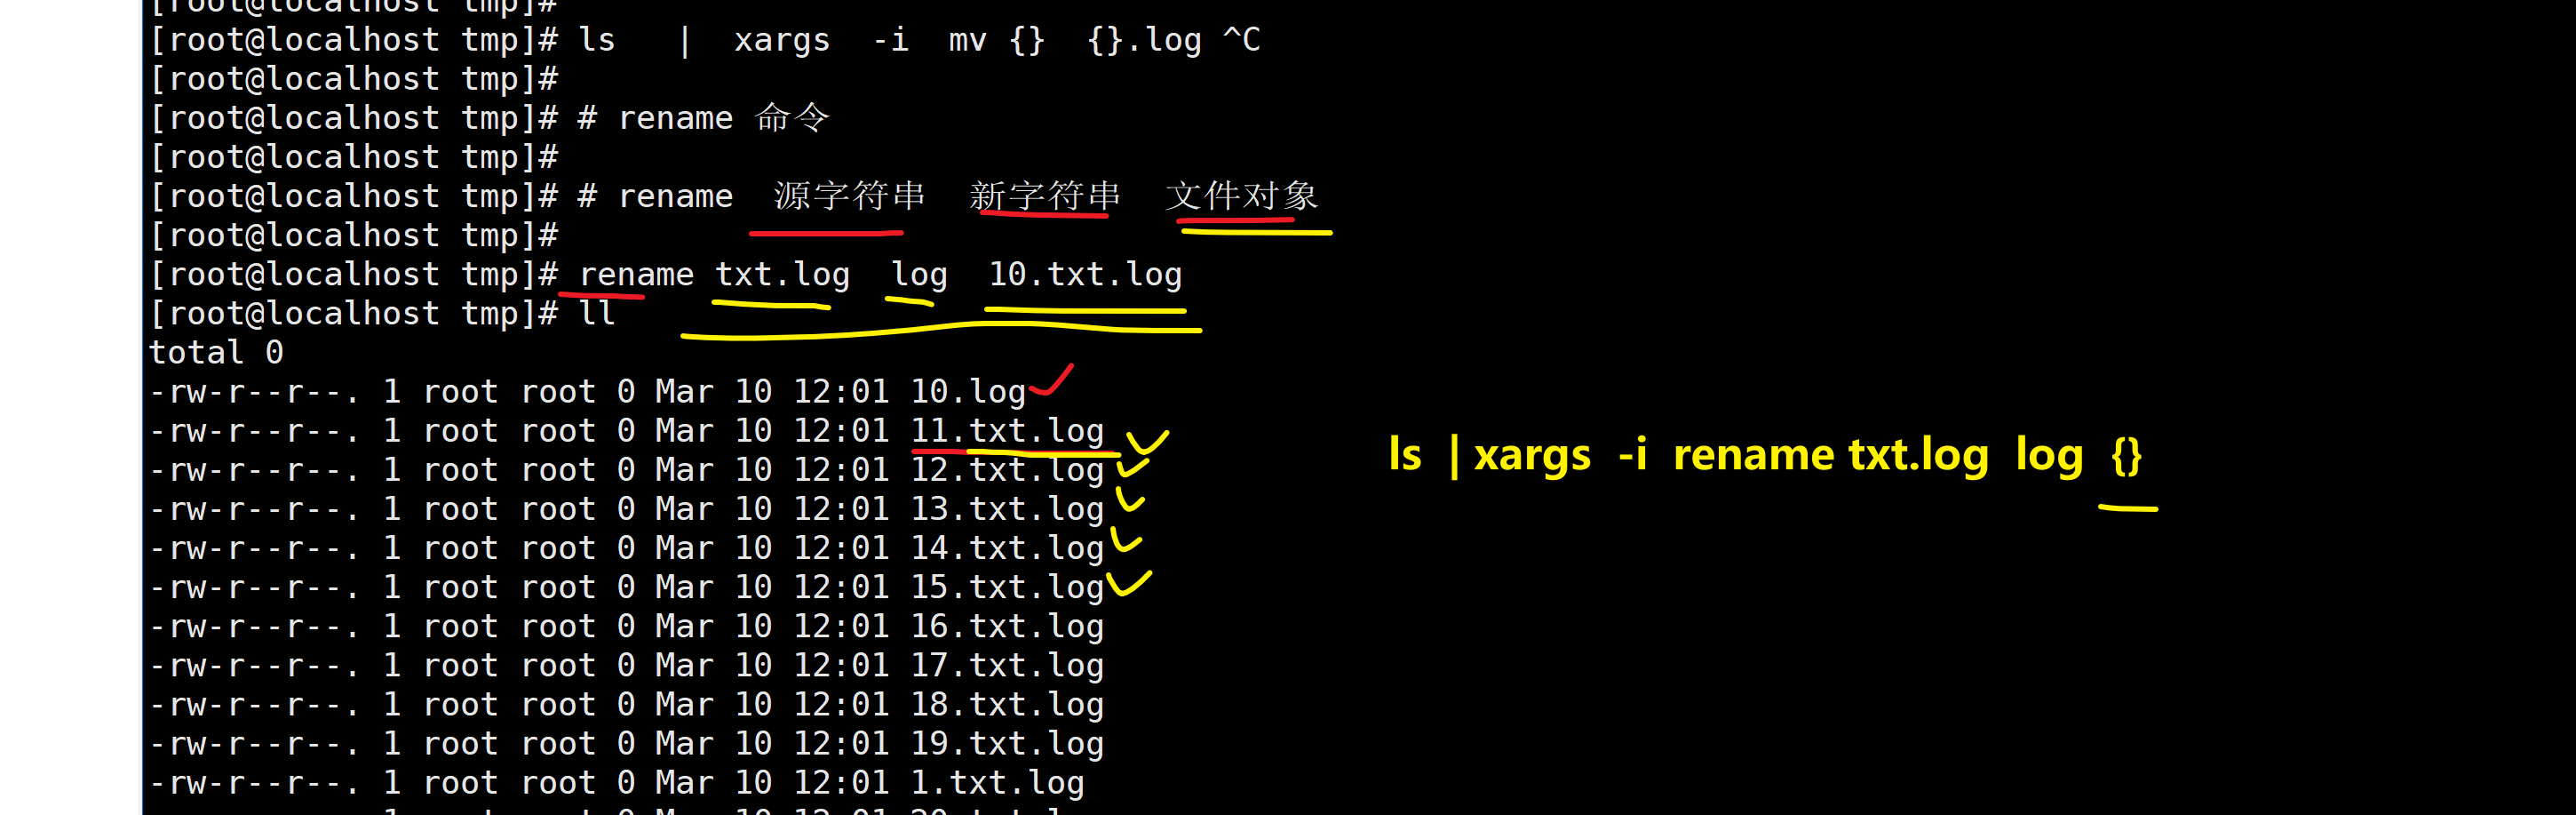 [root@localhost tmp]#
[root@localhost tmp]# ls | xargs -i mv {} {}.log ^C
[root@localhost tmp]#
[root@localhost tmp]# # rename 命令
[root@localhost tmp]#
[root@localhost tmp]# # rename 源字符串 新字符串 文件对象
[root@localhost tmp]#
[root@localhost tmp]# rename txt.log log 10.txt.log
[root@localhost tmp]# ll
total 0
-rw-r--r--. 1 root root 0 Mar 10 12:01 10.log
-rw-r--r--. 1 root root 0 Mar 10 12:01 11.txt.log
ls | xargs -i rename txt.log log {}
-rw-r--r--. 1 root root 0 Mar 10 12:01 12.txt.log
-rw-r--r--. 1 root root 0 Mar 10 12:01 13.txt.log
-rw-r--r--. 1 root root 0 Mar 10 12:01 14.txt.log
-rw-r--r--. 1 root root 0 Mar 10 12:01 15.txt.log
-rw-r--r--. 1 root root 0 Mar 10 12:01 16.txt.log
-rw-r--r--. 1 root root 0 Mar 10 12:01 17.txt.log
-rw-r--r--. 1 root root 0 Mar 10 12:01 18.txt.log
-rw-r--r--. 1 root root 0 Mar 10 12:01 19.txt.log
-rw-r--r--. 1 root root 0 Mar 10 12:01 1.txt.log